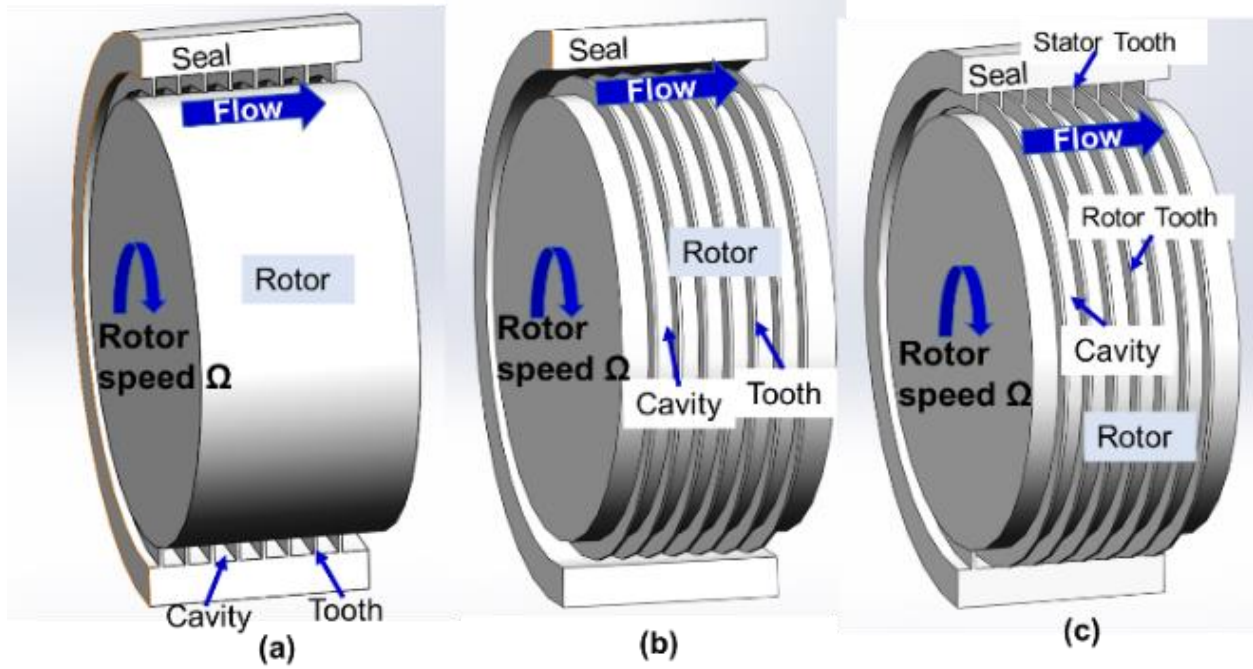 Seal
Flow
Rotor
Rotor
speed Ω
Cavity
Tooth
(a)
Seal
Flow
Rotor
Rotor
speed Ω
Cavity
Tooth
(b)
Stator Tooth
Seal
Flow
Rotor Tooth
Rotor
speed Ω
Cavity
Rotor
(c)